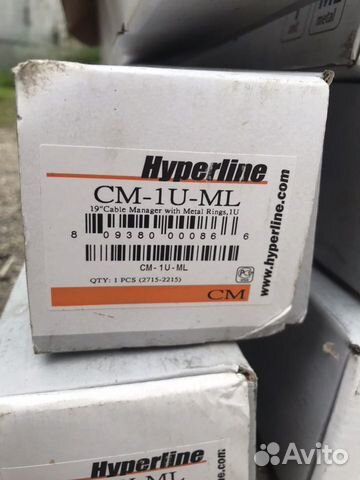 Hyperline
CM-1U-ML
19"Cable Manager with Metal Rings,1U
8 09380 00086 6
CM-1U-ML
QTY: 1 PCS (2715-2215)
CM
www.hyperline.com
metal
Hyperline
Avito